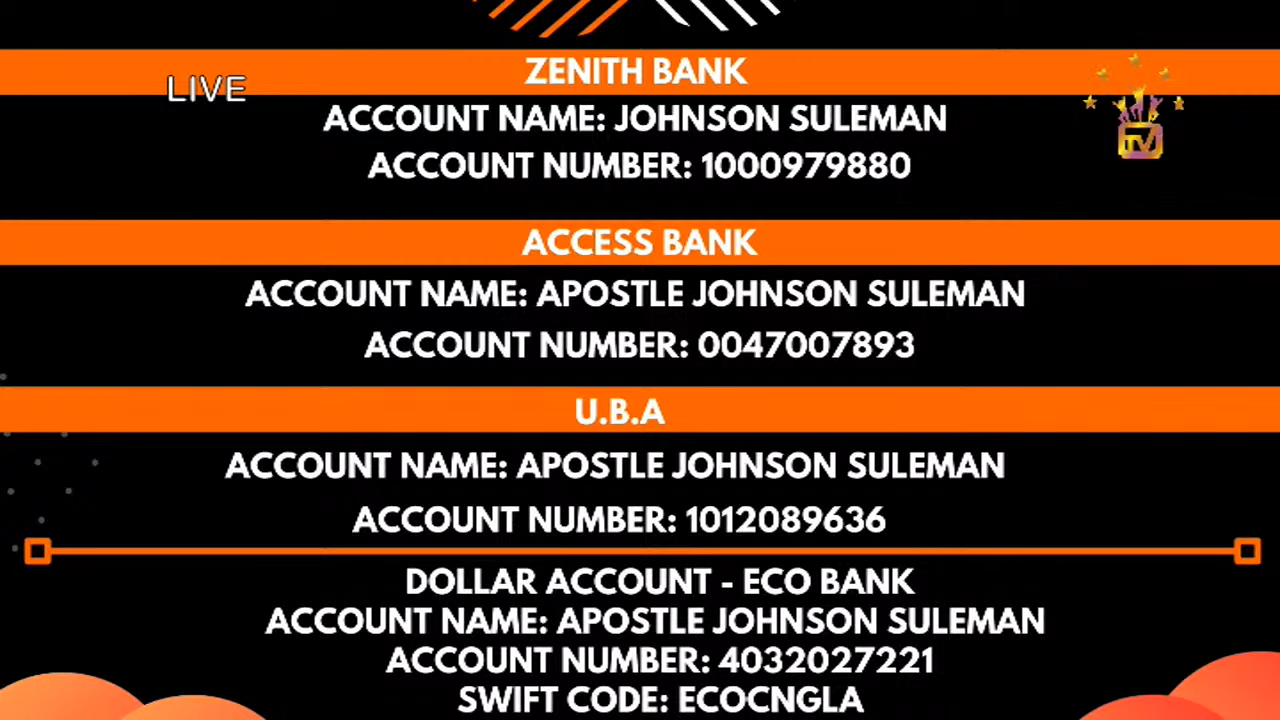 ZENITH BANK
LIVE
ACCOUNT NAME: JOHNSON SULEMAN
TV
ACCOUNT NUMBER: 1000979880
ACCESS BANK
ACCOUNT NAME: APOSTLE JOHNSON SULEMAN
ACCOUNT NUMBER: 0047007893
U.B.A
ACCOUNT NAME: APOSTLE JOHNSON SULEMAN
ACCOUNT NUMBER: 1012089636
DOLLAR ACCOUNT - ECO BANK
ACCOUNT NAME: APOSTLE JOHNSON SULEMAN
ACCOUNT NUMBER: 4032027221
SWIFT CODE: ECOCNGLA